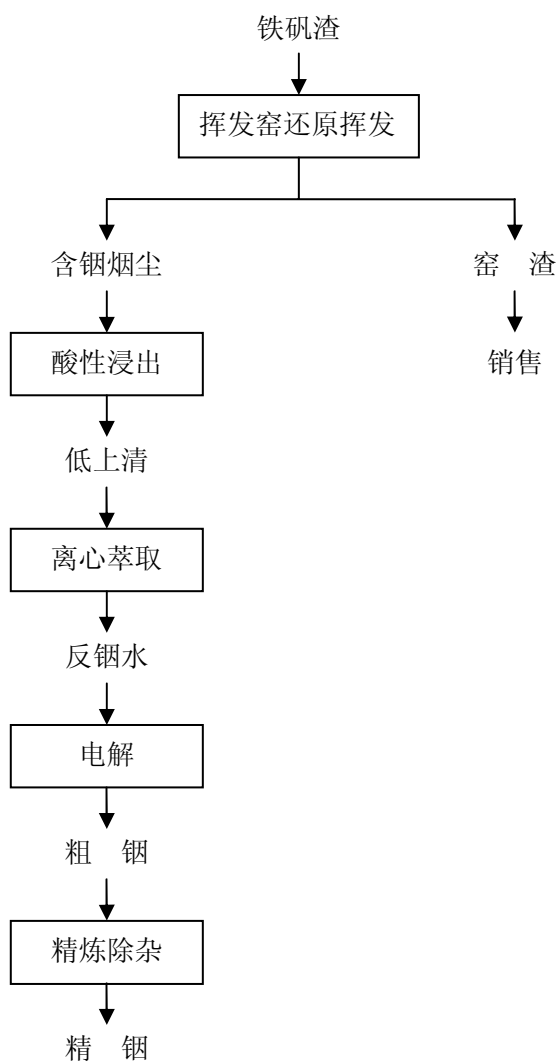 铁矾渣
挥发窑还原挥发
含铟烟尘
窑 渣
酸性浸出
销售
低上清
离心萃取
反铟水
电解
粗 铟
精炼除杂
精 铟